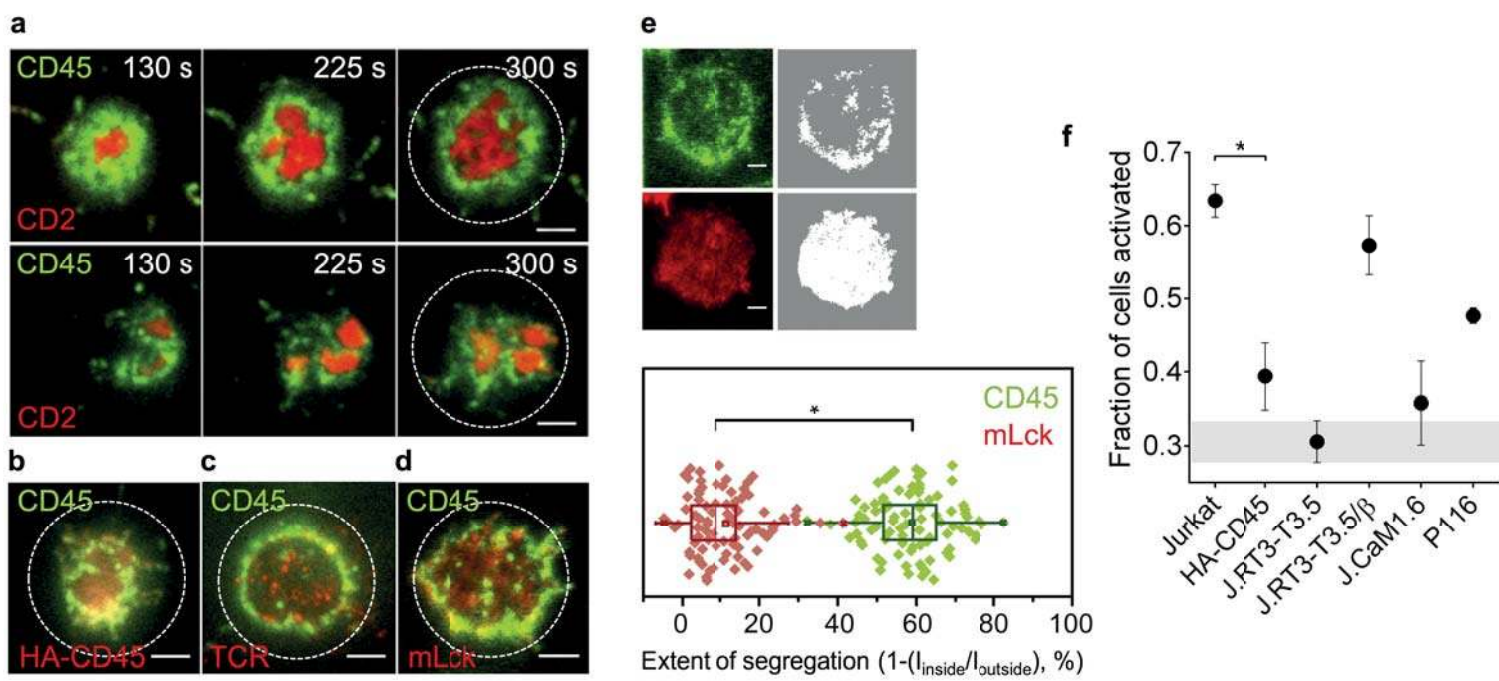 a
CD45 130 s
225 s
300 s
CD2
CD45 130 s
225 s
300 s
CD2
b
CD45
HA-CD45
c
CD45
TCR
d
CD45
mLck
e
*
CD45
mLck
0 20 40 60 80 100
Extent of segregation (1-(Iinside/Ioutside), %)
f
Fraction of cells activated
0.7
0.6
0.5
0.4
0.3
*
Jurkat
HA-CD45
J.RT3-T3.5
J.RT3-T3.5/β
J.CaM1.6
P116